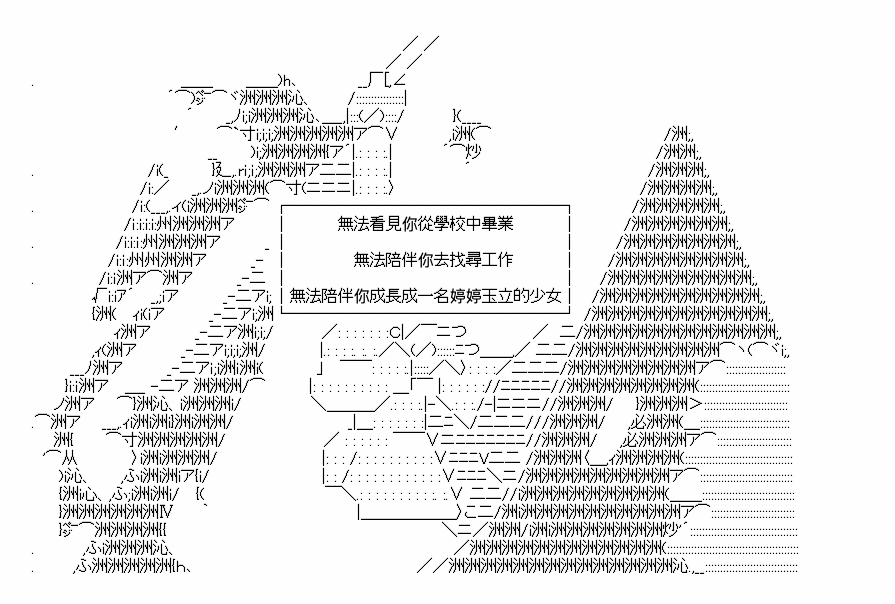 無法看見你從學校中畢業
無法陪伴你去找尋工作
無法陪伴你成長成一名婷婷玉立的少女